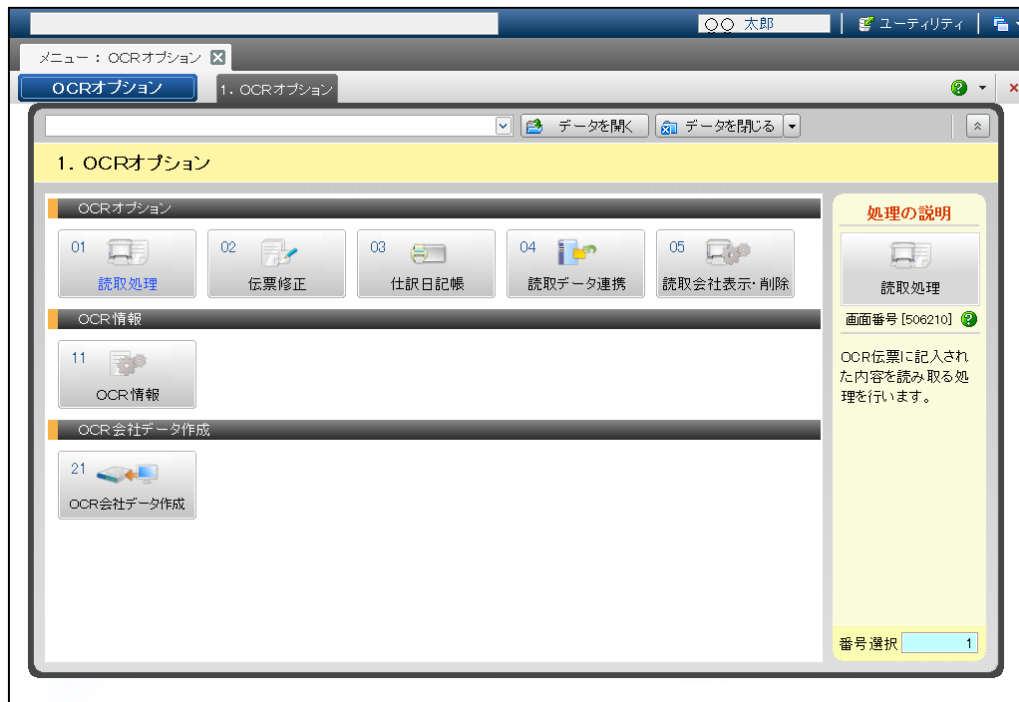 ○○ 太郎 ユーティリティ
メニュー： OCRオプション
OCRオプション 1. OCRオプション
データを開く データを閉じる
1. OCRオプション
OCRオプション
01 02 03 04 05
読取処理 伝票修正 仕訳日記帳 読取データ連携 読取会社表示・削除
OCR情報
11
OCR情報
OCR会社データ作成
21
OCR会社データ作成
処理の説明
読取処理
画面番号 [506210]
OCR伝票に記入され
た内容を読み取る処
理を行います。
番号選択 1